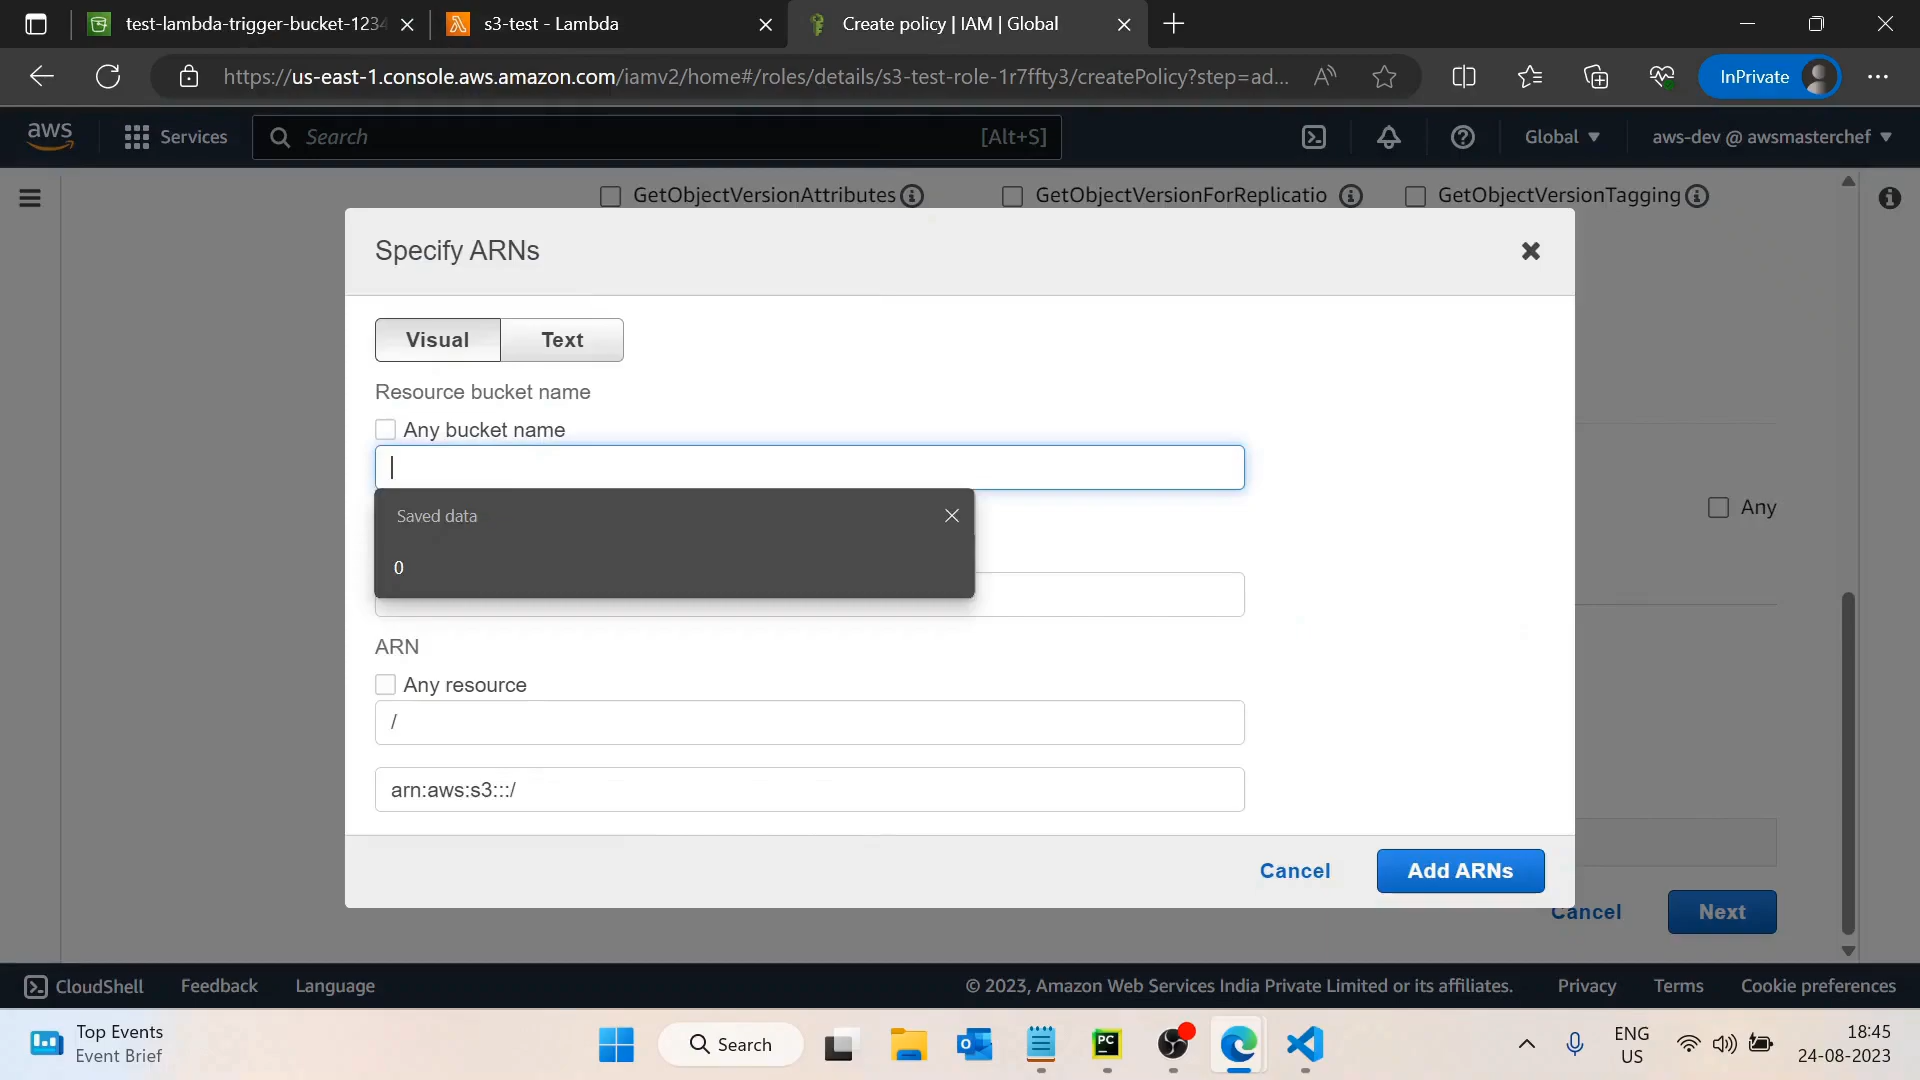 test-lambda-trigger-bucket-1234
s3-test - Lambda
Create policy | IAM | Global
https://us-east-1.console.aws.amazon.com/iamv2/home#/roles/details/s3-test-role-1r7ffty3/createPolicy?step=ad...
InPrivate
aws
Services
Search
[Alt+S]
Global
aws-dev @ awsmasterchef
GetObjectVersionAttributes
GetObjectVersionForReplicatio
GetObjectVersionTagging
Specify ARNs
Visual
Text
Resource bucket name
Any bucket name
Saved data
0
Any
ARN
Any resource
/
arn:aws:s3:::/
Cancel
Add ARNs
Cancel
Next
CloudShell
Feedback
Language
© 2023, Amazon Web Services India Private Limited or its affiliates.
Privacy
Terms
Cookie preferences
Top Events
Event Brief
Search
ENG
US
18:45
24-08-2023